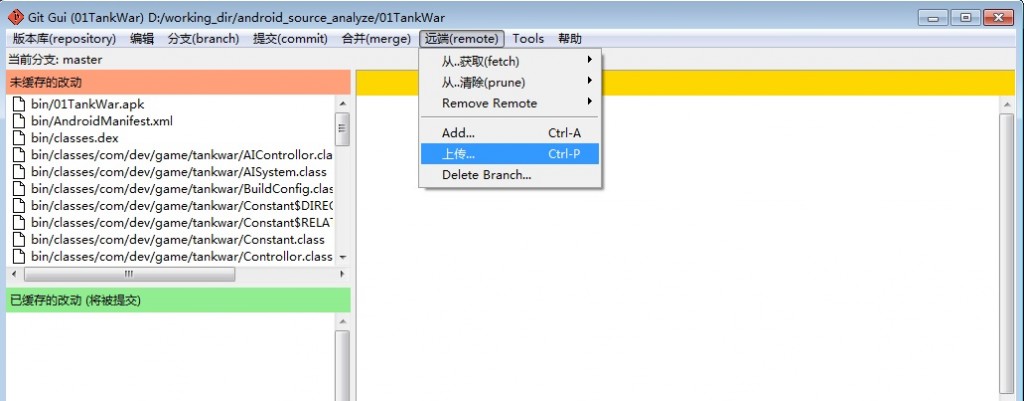 Git Gui (01TankWar) D:/working_dir/android_source_analyze/01TankWar
版本库(repository) 编辑 分支(branch) 提交(commit) 合并(merge) 远端(remote) Tools 帮助
当前分支: master
未缓存的改动
bin/01TankWar.apk
bin/AndroidManifest.xml
bin/classes.dex
bin/classes/com/dev/game/tankwar/AIControllor.cla
bin/classes/com/dev/game/tankwar/AISystem.class
bin/classes/com/dev/game/tankwar/BuildConfig.class
bin/classes/com/dev/game/tankwar/Constant$DIREC
bin/classes/com/dev/game/tankwar/Constant$RELAT
bin/classes/com/dev/game/tankwar/Constant.class
bin/classes/com/dev/game/tankwar/Controllor.class
已缓存的改动 (将被提交)
从..获取(fetch)
从..清除(prune)
Remove Remote
Add... Ctrl-A
上传... Ctrl-P
Delete Branch...